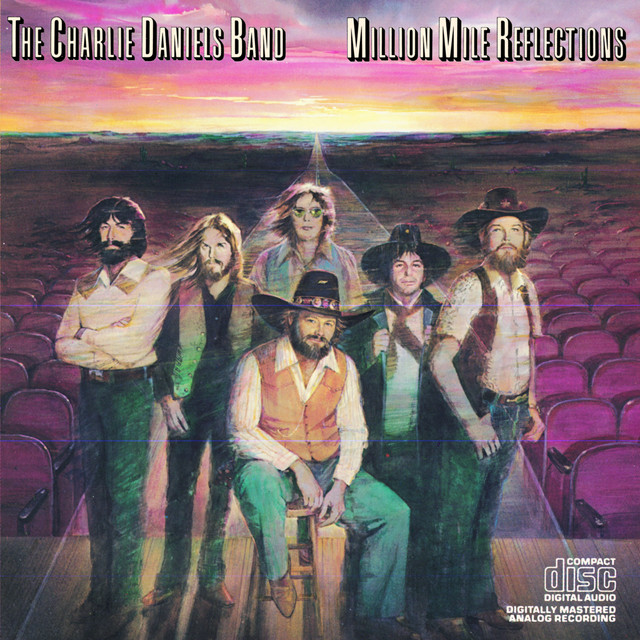 The Charlie Daniels Band Million Mile Reflections
COMPACT
disc
DIGITAL AUDIO
DIGITALLY MASTERED
ANALOG RECORDING